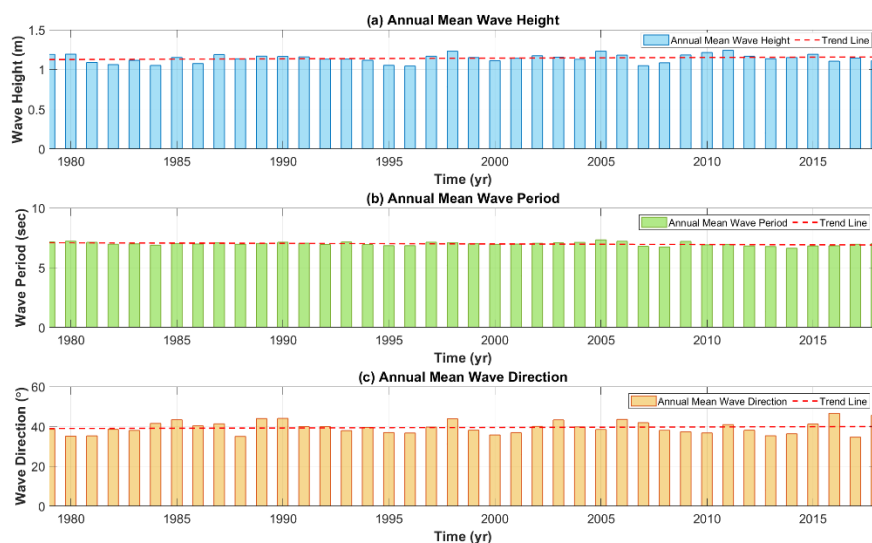 (a) Annual Mean Wave Height
Wave Height (m)
1.5
1
0.5
0
Annual Mean Wave Height
Trend Line
1980 1985 1990 1995 2000 2005 2010 2015
Time (yr)
(b) Annual Mean Wave Period
Wave Period (sec)
10
5
0
Annual Mean Wave Period
Trend Line
1980 1985 1990 1995 2000 2005 2010 2015
Time (yr)
(c) Annual Mean Wave Direction
Wave Direction (°)
60
40
20
0
Annual Mean Wave Direction
Trend Line
1980 1985 1990 1995 2000 2005 2010 2015
Time (yr)